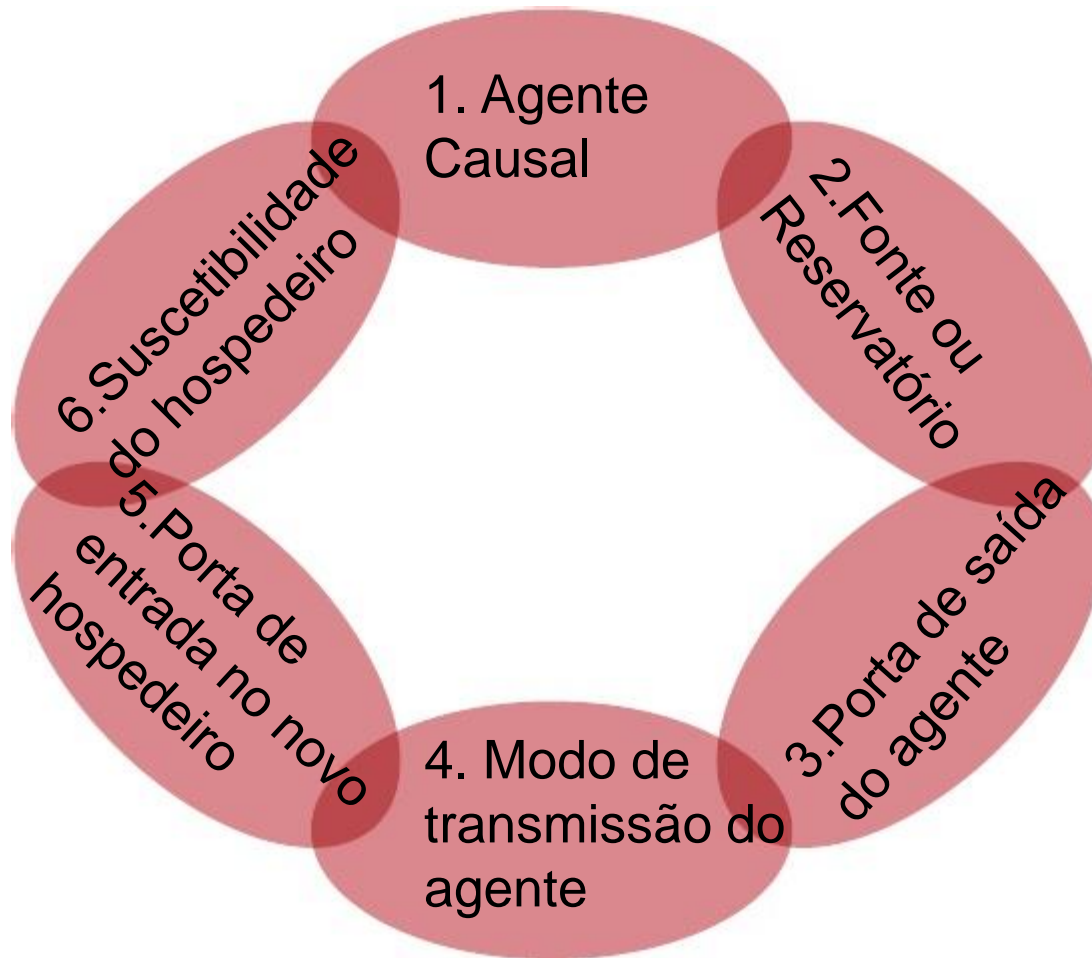 1. Agente
Causal
2.Fonte ou
Reservatório
3.Porta de saída
do agente
4. Modo de
transmissão do
agente
5.Porta de
entrada no novo
hospedeiro
6.Suscetibilidade
do hospedeiro